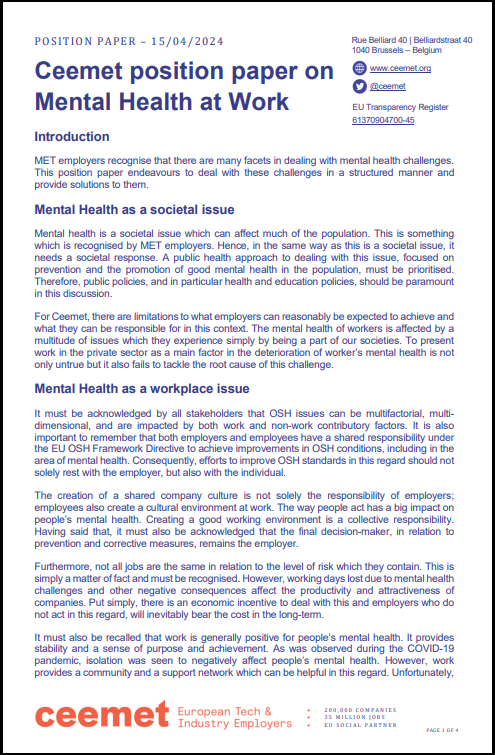 POSITION PAPER – 15/04/2024
Ceemet position paper on
Mental Health at Work
Rue Belliard 40 | Belliardstraat 40
1040 Brussels – Belgium
www.ceemet.org
@ceemet
EU Transparency Register
61370904700-45
Introduction
MET employers recognise that there are many facets in dealing with mental health challenges.
This position paper endeavours to deal with these challenges in a structured manner and
provide solutions to them.
Mental Health as a societal issue
Mental health is a societal issue which can affect much of the population. This is something
which is recognised by MET employers. Hence, in the same way as this is a societal issue, it
needs a societal response. A public health approach to dealing with this issue, focused on
prevention and the promotion of good mental health in the population, must be prioritised.
Therefore, public policies, and in particular health and education policies, should be paramount
in this discussion.
For Ceemet, there are limitations to what employers can reasonably be expected to achieve and
what they can be responsible for in this context. The mental health of workers is affected by a
multitude of issues which they experience simply by being a part of our societies. To present
work in the private sector as a main factor in the deterioration of worker's mental health is not
only untrue but it also fails to tackle the root cause of this challenge.
Mental Health as a workplace issue
It must be acknowledged by all stakeholders that OSH issues can be multifactorial, multi-
dimensional, and are impacted by both work and non-work contributory factors. It is also
important to remember that both employers and employees have a shared responsibility under
the EU OSH Framework Directive to achieve improvements in OSH conditions, including in the
area of mental health. Consequently, efforts to improve OSH standards in this regard should not
solely rest with the employer, but also with the individual.
The creation of a shared company culture is not solely the responsibility of employers;
employees also create a cultural environment at work. The way people act has a big impact on
people's mental health. Creating a good working environment is a collective responsibility.
Having said that, it must also be acknowledged that the final decision-maker, in relation to
prevention and corrective measures, remains the employer.
Furthermore, not all jobs are the same in relation to the level of risk which they contain. This is
simply a matter of fact and must be recognised. However, working days lost due to mental health
challenges and other negative consequences affect the productivity and attractiveness of
companies. Put simply, there is an economic incentive to deal with this and employers who do
not act in this regard, will inevitably bear the cost in the long-term.
It must also be recalled that work is generally positive for people's mental health. It provides
stability and a sense of purpose and achievement. As was observed during the COVID-19
pandemic, isolation was seen to negatively affect people's mental health. However, work
provides a community and a support network which can be helpful in this regard. Unfortunately,
ceemet
European Tech &
Industry Employers
• 200,000 COMPANIES
• 35 MILLION JOBS
• EU SOCIAL PARTNER
PAGE 1 OF 4